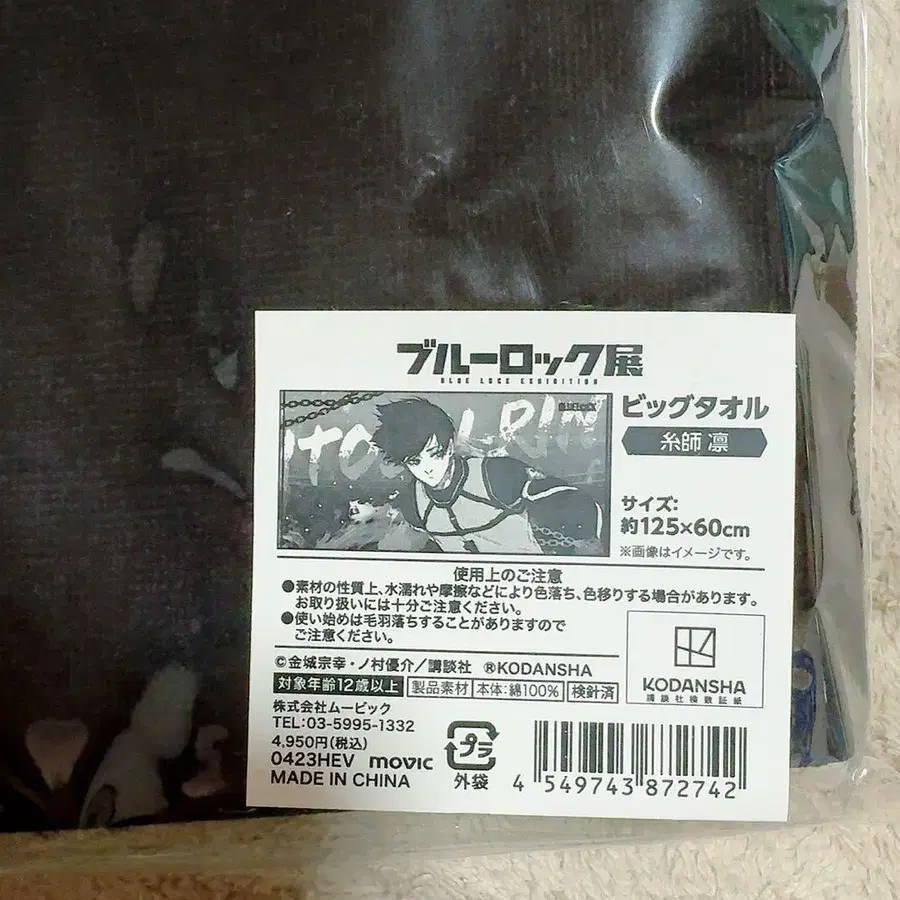 ブルーロック展
BLUE LOCK EXHIBITION
ITOSHI RIN
BLUELOCK
ビッグタオル
糸師 凛
サイズ:
約125×60cm
※画像はイメージです。
使用上のご注意
●素材の性質上、水濡れや摩擦などにより色落ち、色移りする場合があります。
お取り扱いには十分ご注意ください。
●使い始めは毛羽落ちすることがありますので
ご注意ください。
©金城宗幸・ノ村優介/講談社 ®KODANSHA
対象年齢12歳以上 製品素材 本体:綿100% 検針済
KODANSHA
講談社検数証紙
株式会社ムービック
TEL:03-5995-1332
4,950円(税込)
0423HEV movic
MADE IN CHINA
プラ
外袋
4 549743 872742